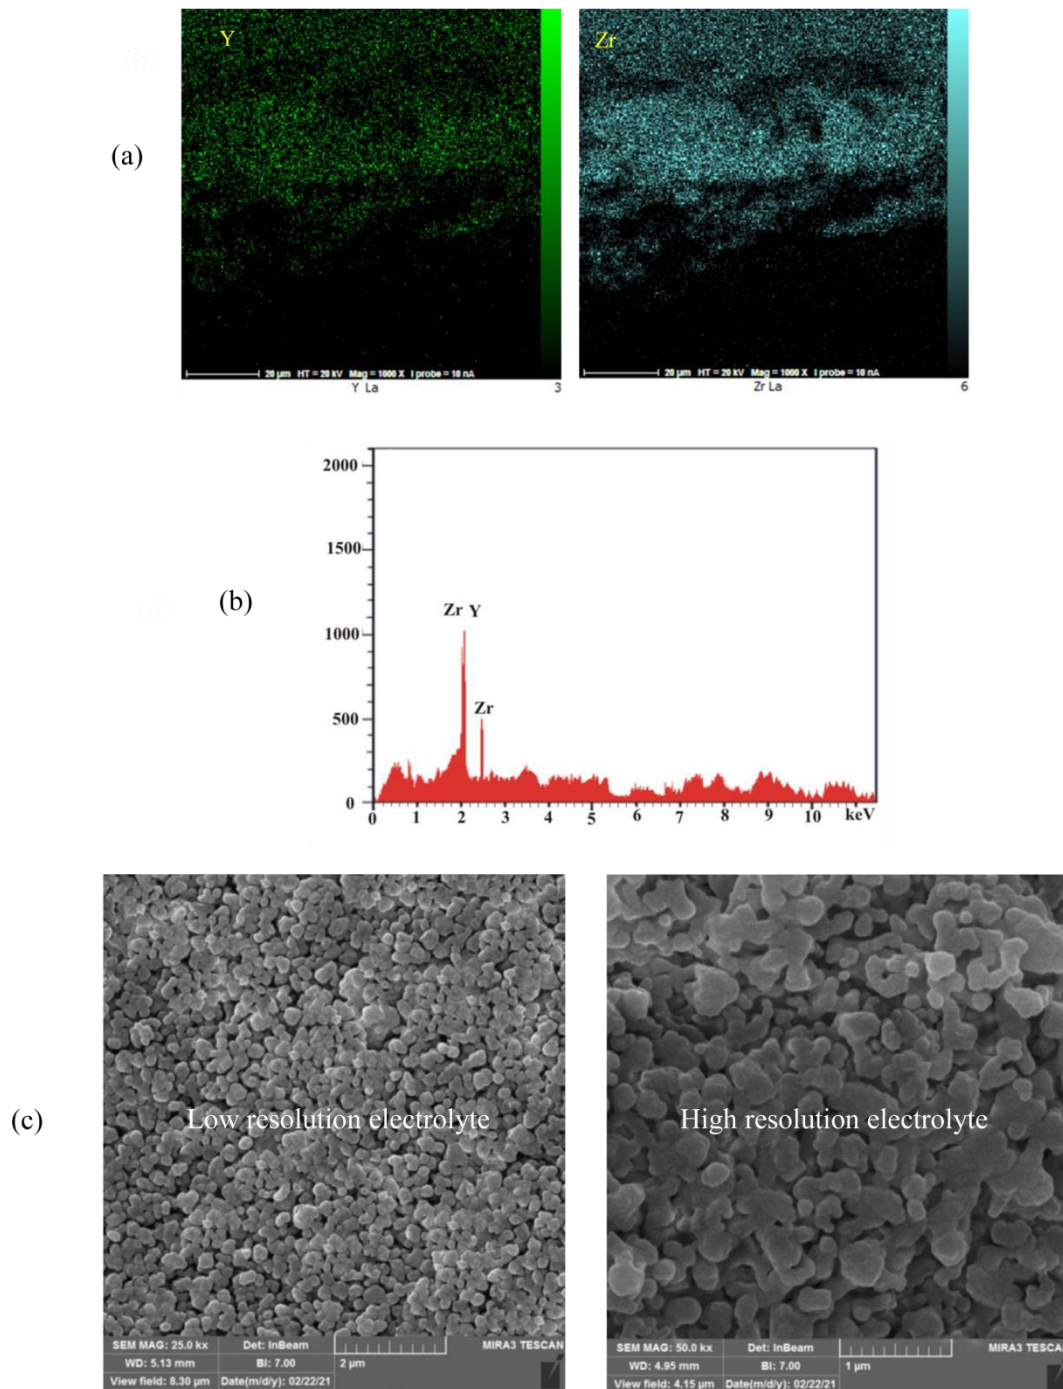 Y
Zr
(b)
(a)
20 µm HT = 20 kV Mag = 1000 X I probe = 10 nA
Y La
3
20 µm HT = 20 kV Mag = 1000 X I probe = 10 nA
Zr La
6
2000
1500
1000
500
0
Zr Y
Zr
(d)
(b)
0 1 2 3 4 5 6 7 8 9 10 keV
(c)
Low resolution electrolyte
SEM MAG: 25.0 kx Det: InBeam MIRA3 TESCAN
WD: 5.13 mm BI: 7.00 2 µm
View field: 8.30 µm Date(m/d/y): 02/22/21
High resolution electrolyte
SEM MAG: 50.0 kx Det: InBeam MIRA3 TESCA
WD: 4.95 mm BI: 7.00 1 µm
View field: 4.15 µm Date(m/d/y): 02/22/21